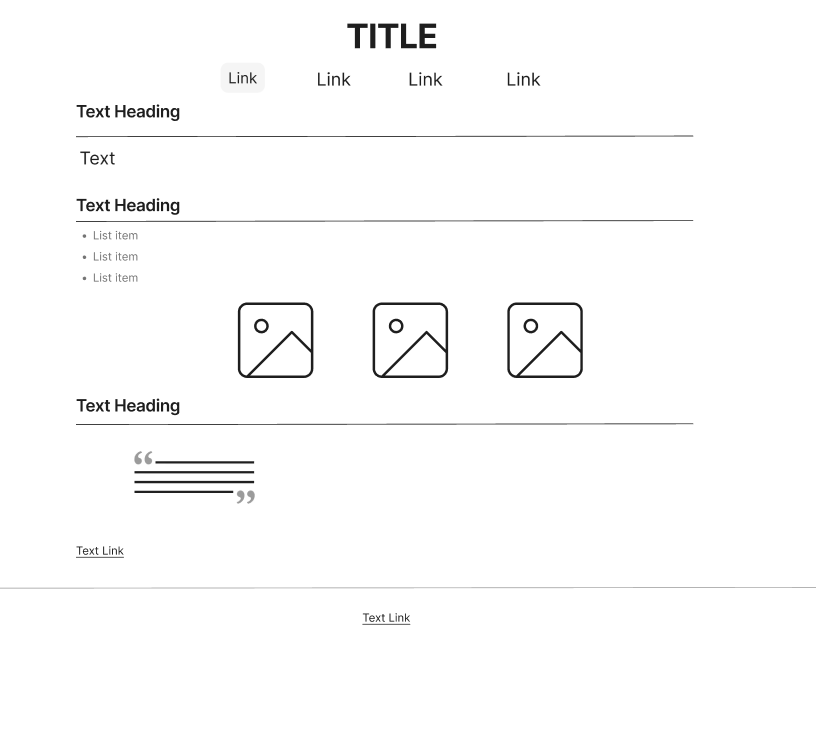 TITLE
Link Link Link Link
Text Heading
Text
Text Heading
• List item
• List item
• List item
Text Heading
“
”
Text Link
Text Link